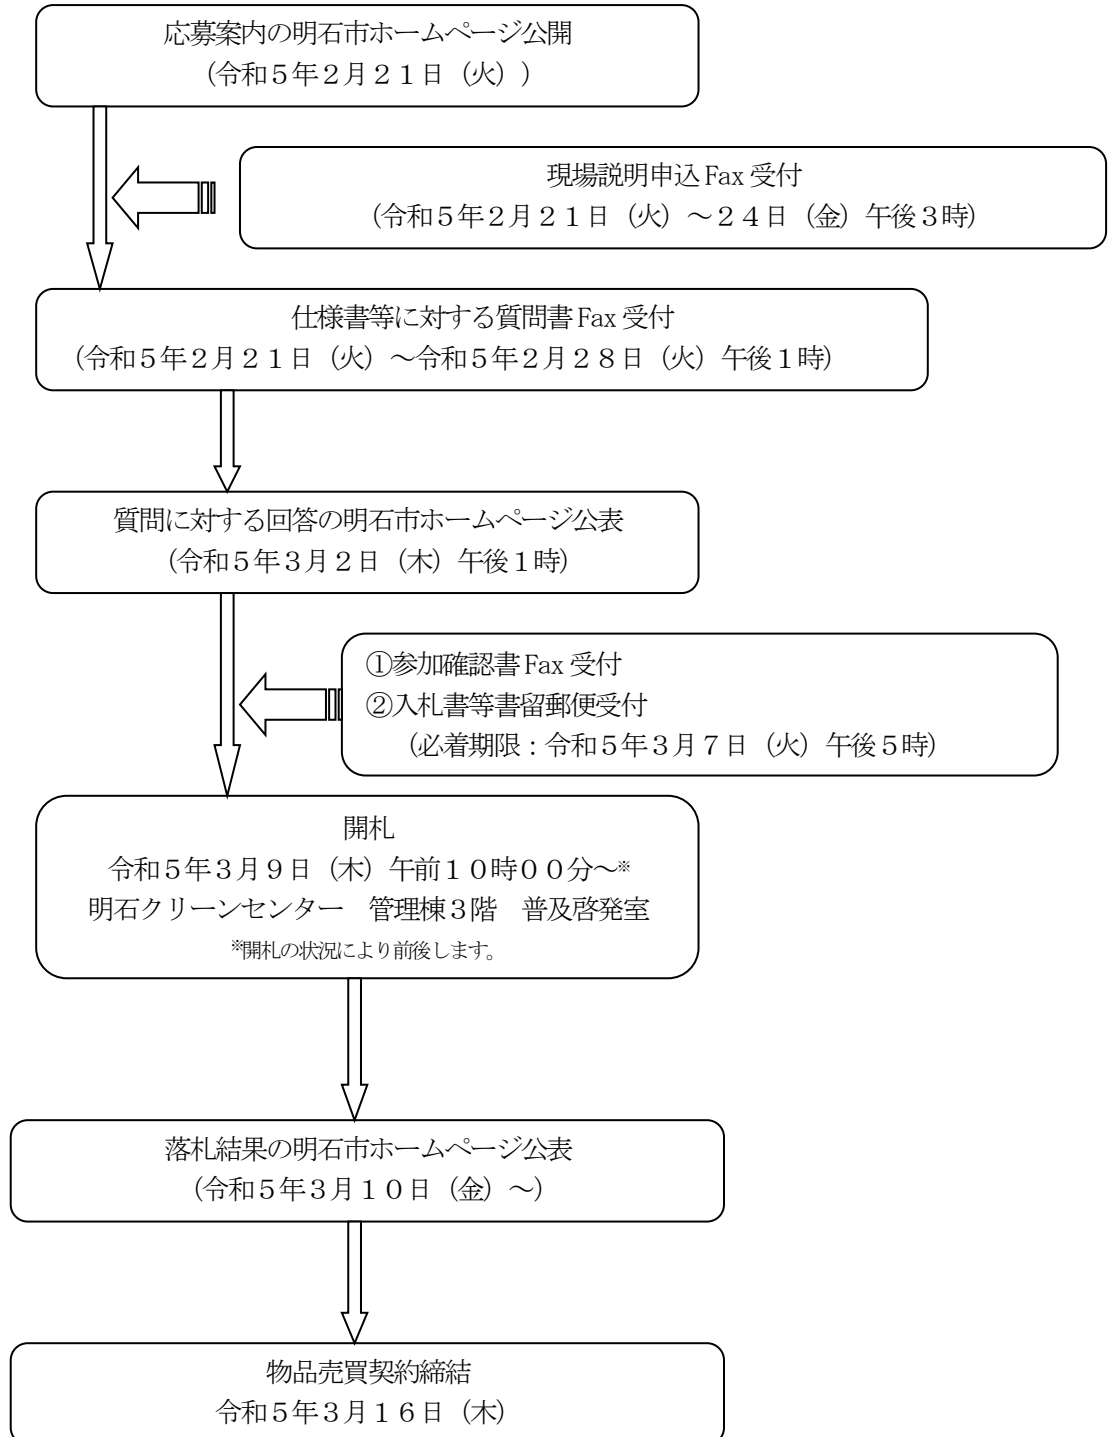 応募案内の明石市ホームページ公開
（令和５年２月２１日（火））
現場説明申込 Fax 受付
（令和５年２月２１日（火）～２４日（金）午後３時）
仕様書等に対する質問書 Fax 受付
（令和５年２月２１日（火）～令和５年２月２８日（火）午後１時）
質問に対する回答の明石市ホームページ公表
（令和５年３月２日（木）午後１時）
①参加確認書 Fax 受付
②入札書等書留郵便受付
（必着期限：令和５年３月７日（火）午後５時）
開札
令和５年３月９日（木）午前１０時００分～※
明石クリーンセンター　管理棟３階　普及啓発室
※開札の状況により前後します。
落札結果の明石市ホームページ公表
（令和５年３月１０日（金）～）
物品売買契約締結
令和５年３月１６日（木）